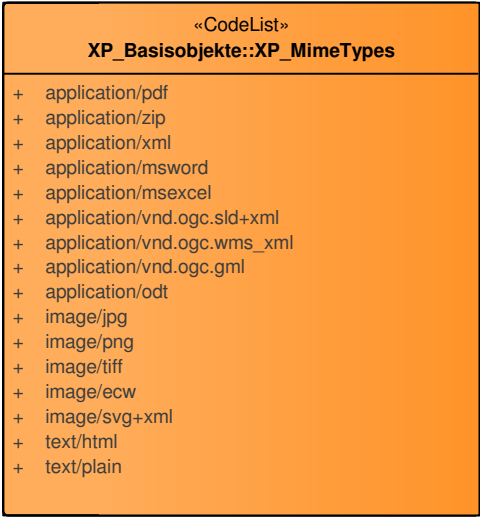 «CodeList»
XP_Basisobjekte::XP_MimeTypes
+ application/pdf
+ application/zip
+ application/xml
+ application/msword
+ application/msexcel
+ application/vnd.ogc.sld+xml
+ application/vnd.ogc.wms_xml
+ application/vnd.ogc.gml
+ application/odt
+ image/jpg
+ image/png
+ image/tiff
+ image/ecw
+ image/svg+xml
+ text/html
+ text/plain